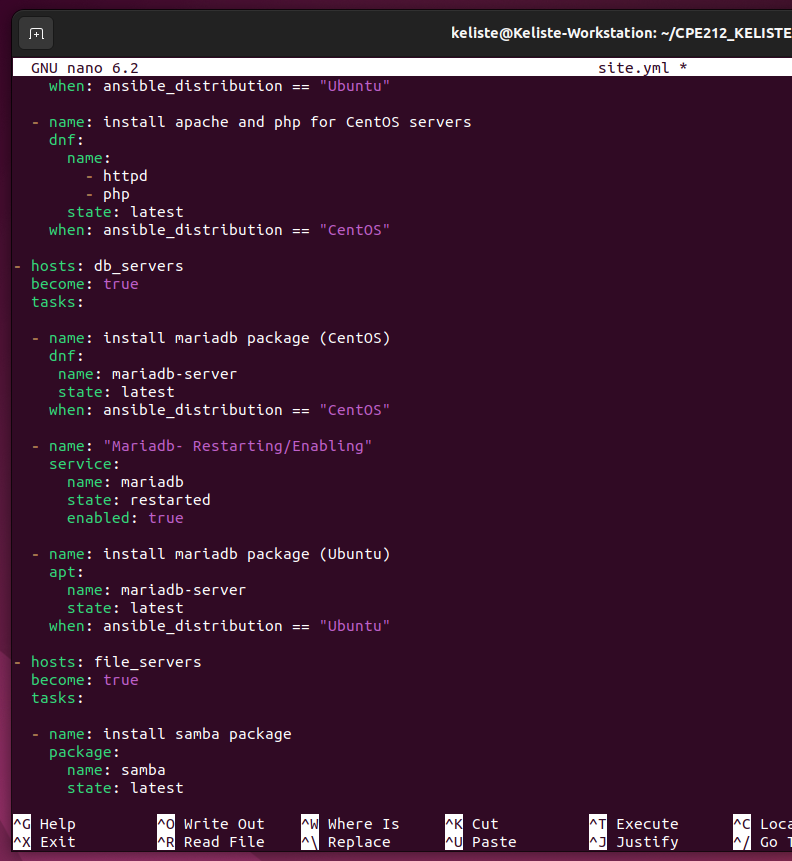 keliste@Keliste-Workstation: ~/CPE212_KELISTE
GNU nano 6.2 site.yml *
    when: ansible_distribution == "Ubuntu"

  - name: install apache and php for CentOS servers
    dnf:
      name:
        - httpd
        - php
      state: latest
    when: ansible_distribution == "CentOS"

- hosts: db_servers
  become: true
  tasks:

  - name: install mariadb package (CentOS)
    dnf:
     name: mariadb-server
     state: latest
    when: ansible_distribution == "CentOS"

  - name: "Mariadb- Restarting/Enabling"
    service:
      name: mariadb
      state: restarted
      enabled: true

  - name: install mariadb package (Ubuntu)
    apt:
      name: mariadb-server
      state: latest
    when: ansible_distribution == "Ubuntu"

- hosts: file_servers
  become: true
  tasks:

  - name: install samba package
    package:
      name: samba
      state: latest

^G Help ^O Write Out ^W Where Is ^K Cut ^T Execute ^C Loca
^X Exit ^R Read File ^\ Replace ^U Paste ^J Justify ^/ Go T